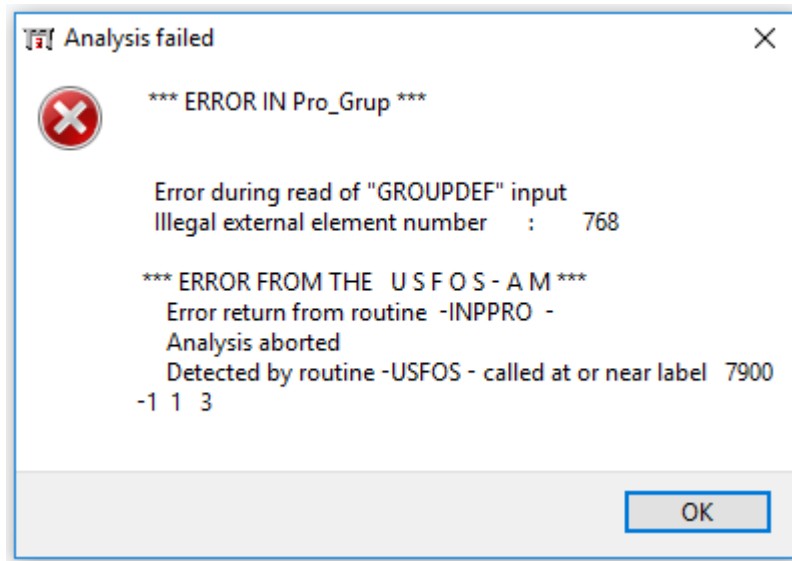 Analysis failed
*** ERROR IN Pro_Grup ***
Error during read of "GROUPDEF" input
Illegal external element number : 768
*** ERROR FROM THE U S F O S - A M ***
Error return from routine -INPPRO -
Analysis aborted
Detected by routine -USFOS - called at or near label 7900
-1 1 3
OK